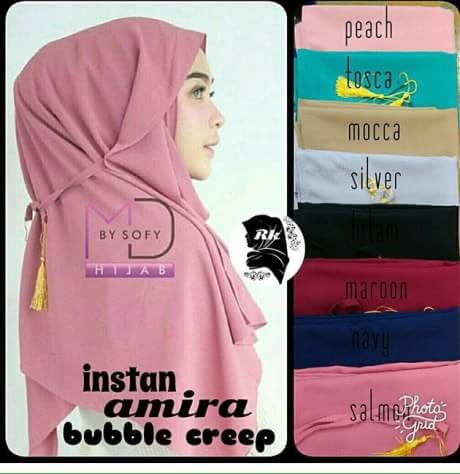 peach
tosca
mocca
silver
hitam
maroon
navy
salmon
MD
BY SOFY
HIJAB
Rk
instan
amira
bubble creep
Photo
Grid